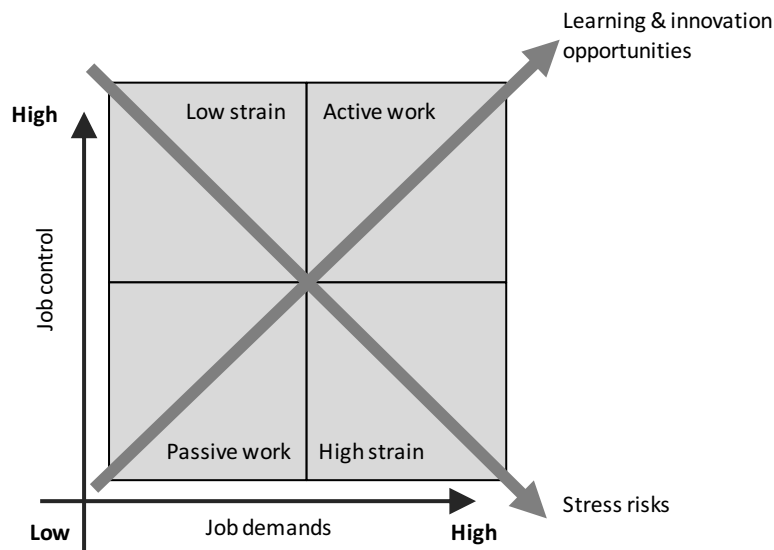 Learning & innovation
opportunities
High
Low strain
Active work
Job control
Passive work
High strain
Stress risks
Low
Job demands
High